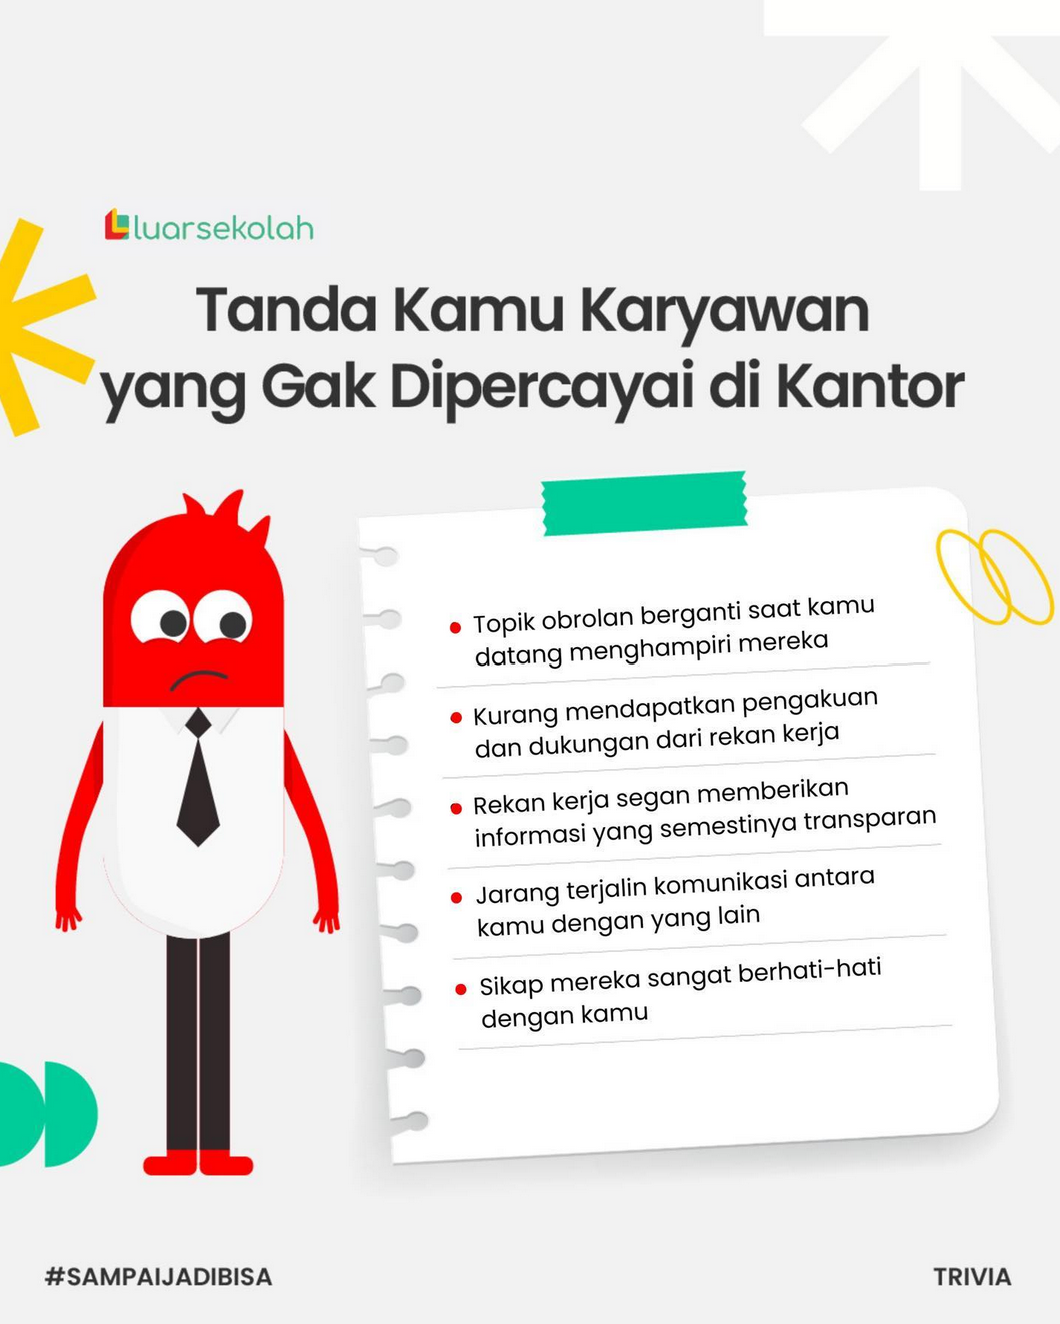 luarsekolah
Tanda Kamu Karyawan
yang Gak Dipercayai di Kantor
Topik obrolan berganti saat kamu
datang menghampiri mereka
Kurang mendapatkan pengakuan
dan dukungan dari rekan kerja
Rekan kerja segan memberikan
informasi yang semestinya transparan
Jarang terjalin komunikasi antara
kamu dengan yang lain
Sikap mereka sangat berhati-hati
dengan kamu
#SAMPAIJADIBISA
TRIVIA